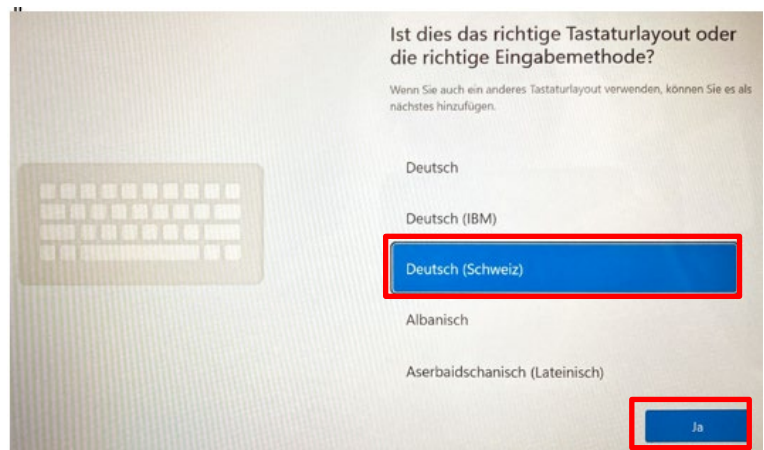 Ist dies das richtige Tastaturlayout oder
die richtige Eingabemethode?
Wenn Sie auch ein anderes Tastaturlayout verwenden, können Sie es als
nächstes hinzufügen.
Deutsch
Deutsch (IBM)
Deutsch (Schweiz)
Albanisch
Aserbaidschanisch (Lateinisch)
Ja